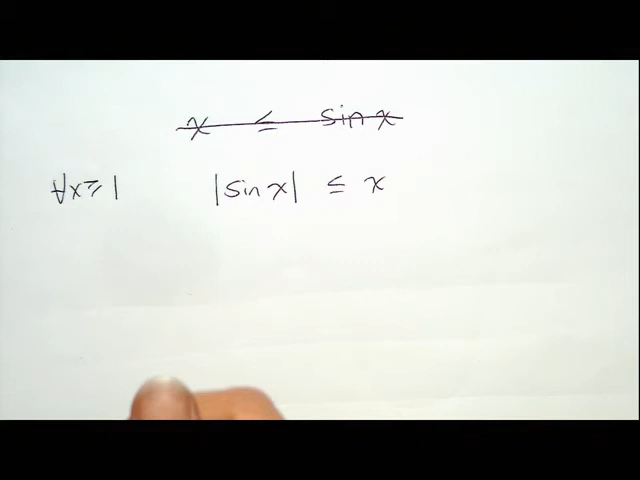 x ≤ sin x
∀x ≥ 1 |sin x| ≤ x